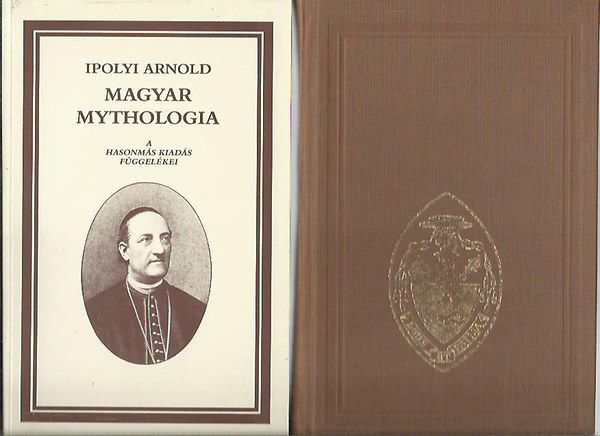 IPOLYI ARNOLD
MAGYAR
MYTHOLOGIA
A
HASONMÁS KIADÁS
FÜGGELÉKEI